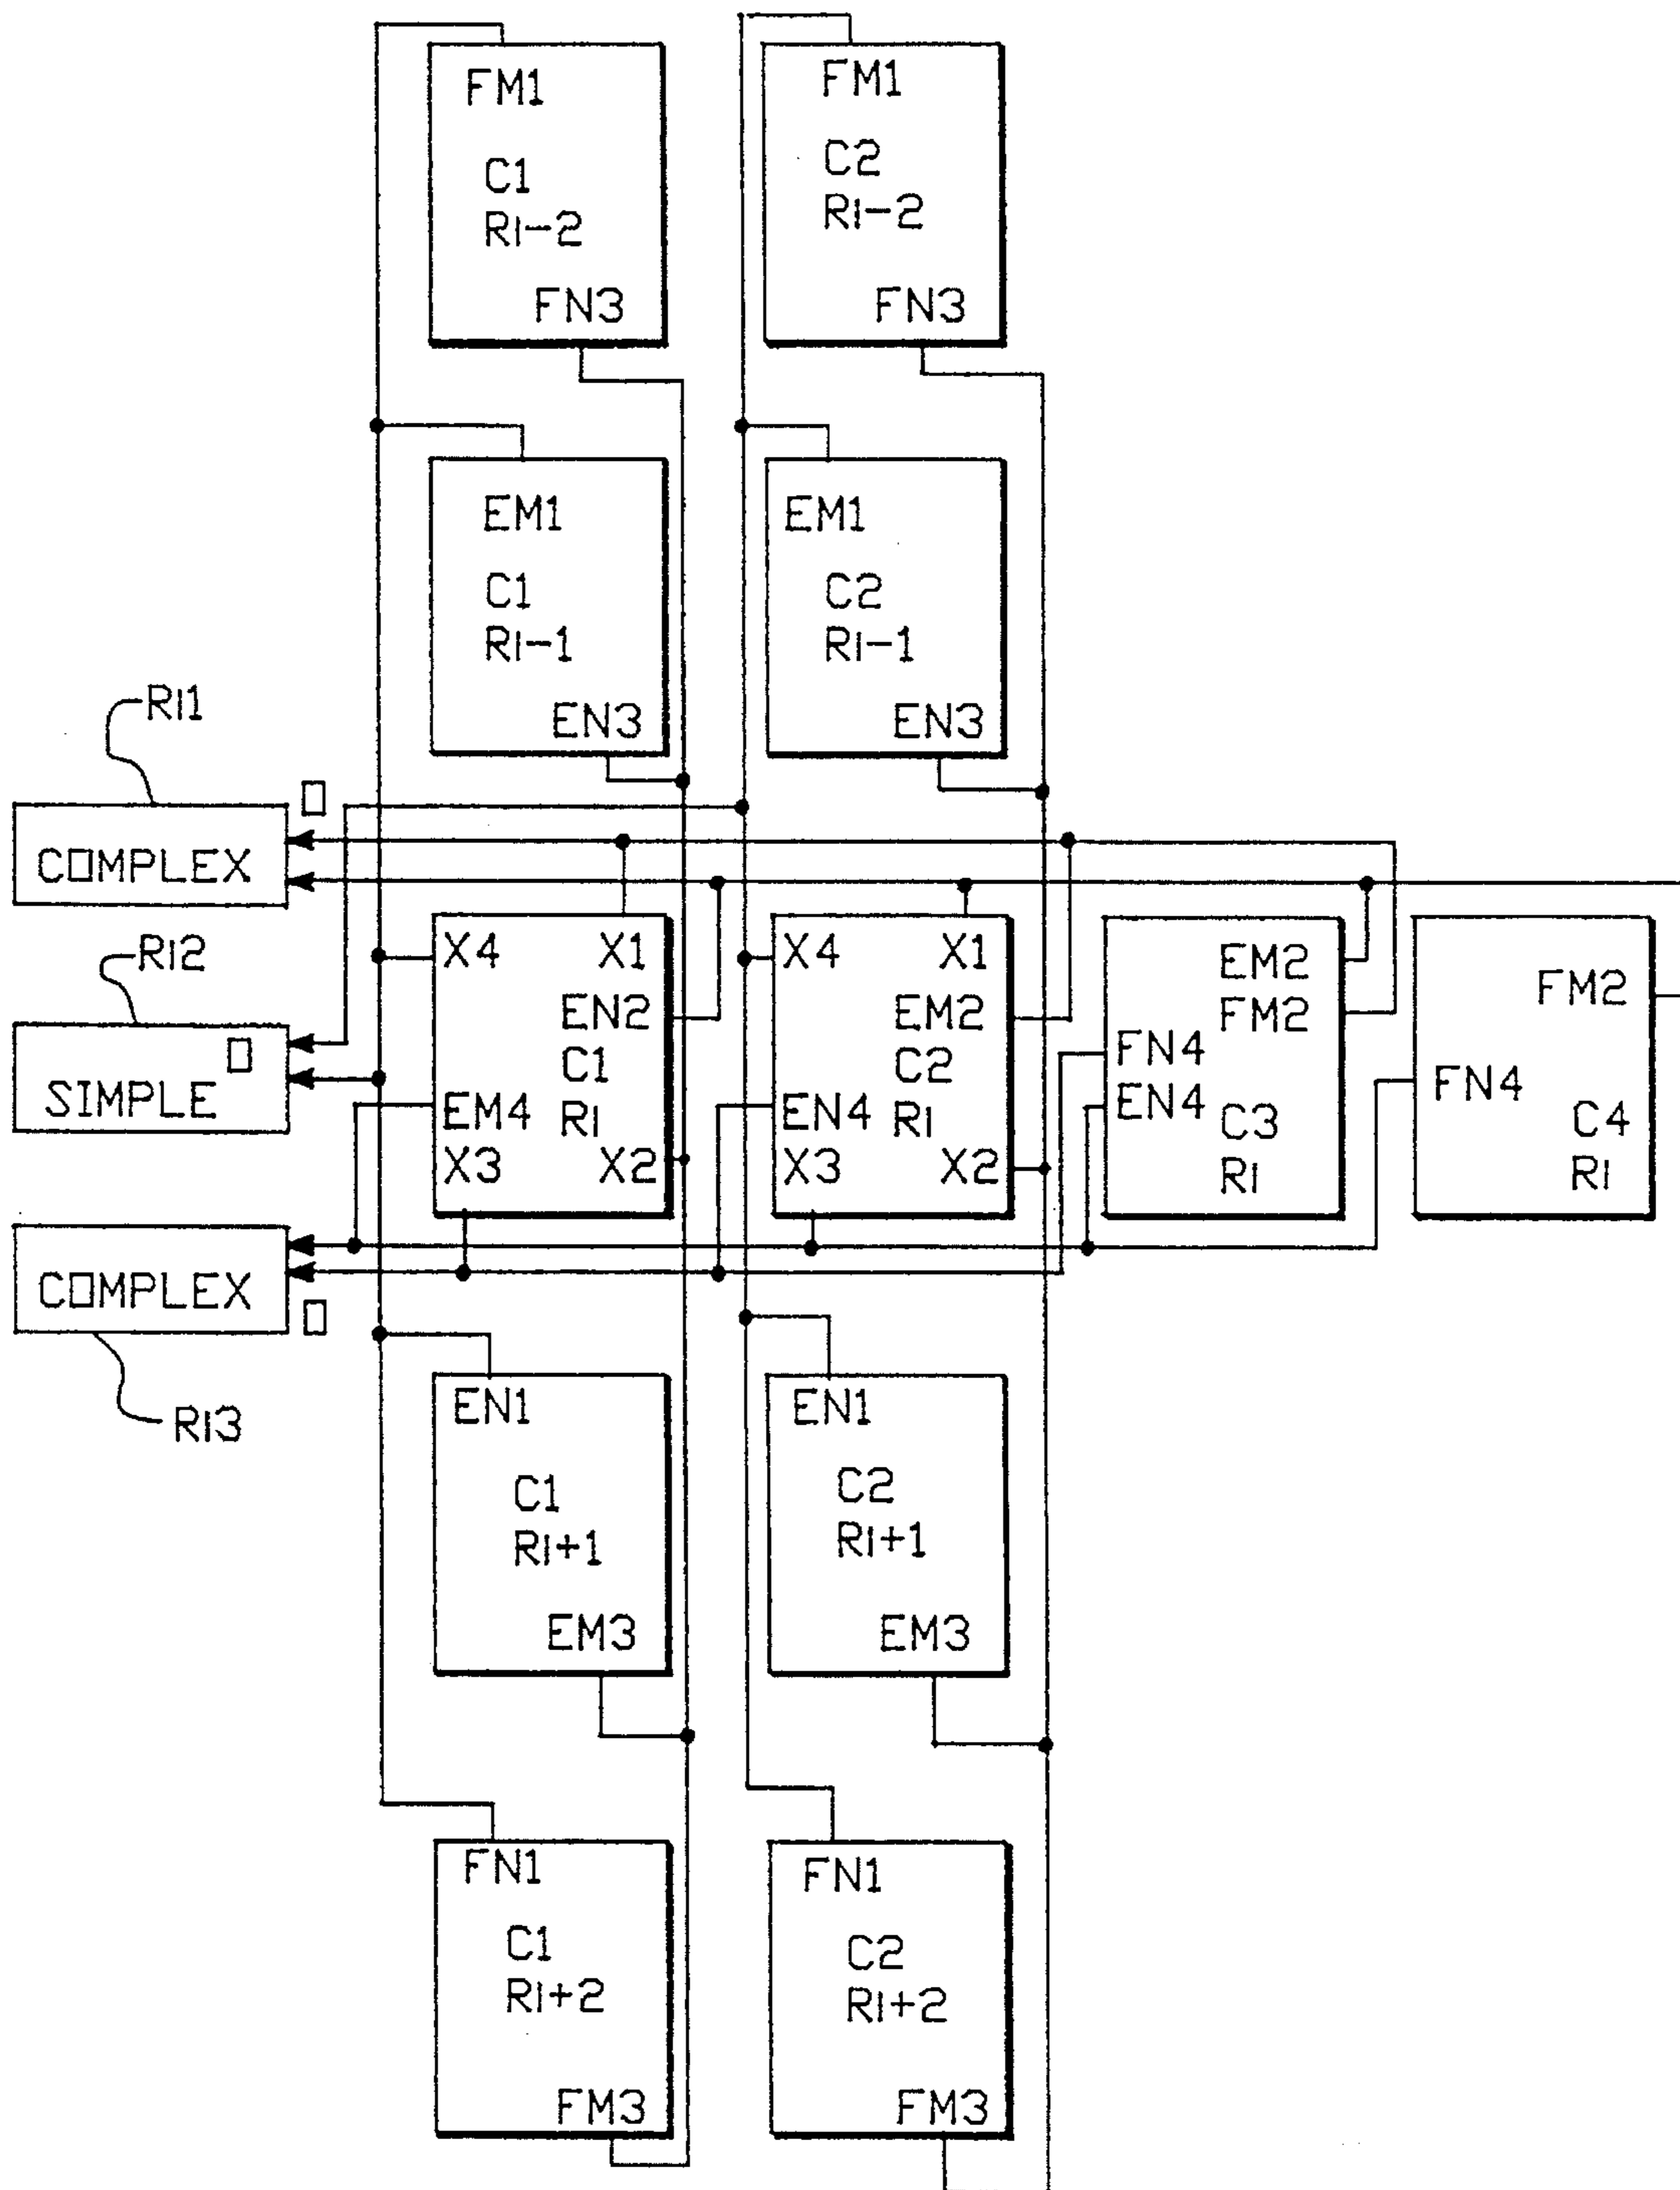 FM1
C1
Ri-2
FN3
FM1
C2
Ri-2
FN3
EM1
C1
Ri-1
EN3
EM1
C2
Ri-1
EN3
Ri1
O
COMPLEX
Ri2
O
SIMPLE
COMPLEX
O
Ri3
X4 X1
EN2
C1
EM4 Ri
X3 X2
X4 X1
EM2
C2
EN4 Ri
X3 X2
EM2
FM2
FN4
EN4
C3
Ri
FM2
FN4
C4
Ri
EN1
C1
Ri+1
EM3
EN1
C2
Ri+1
EM3
FN1
C1
Ri+2
FM3
FN1
C2
Ri+2
FM3